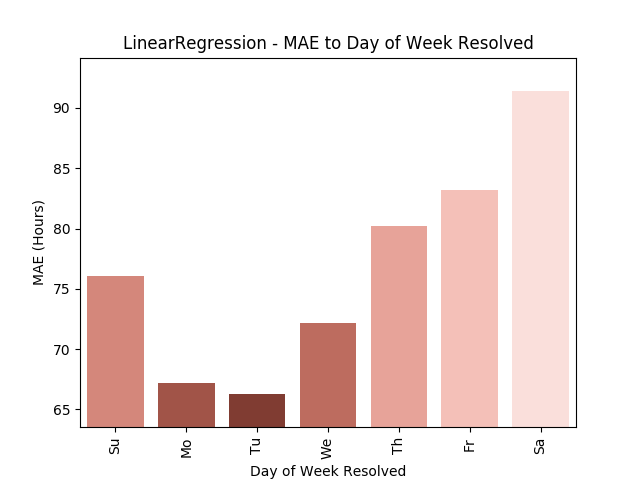 LinearRegression - MAE to Day of Week Resolved
MAE (Hours)
90
85
80
75
70
65
Su
Mo
Tu
We
Th
Fr
Sa
Day of Week Resolved